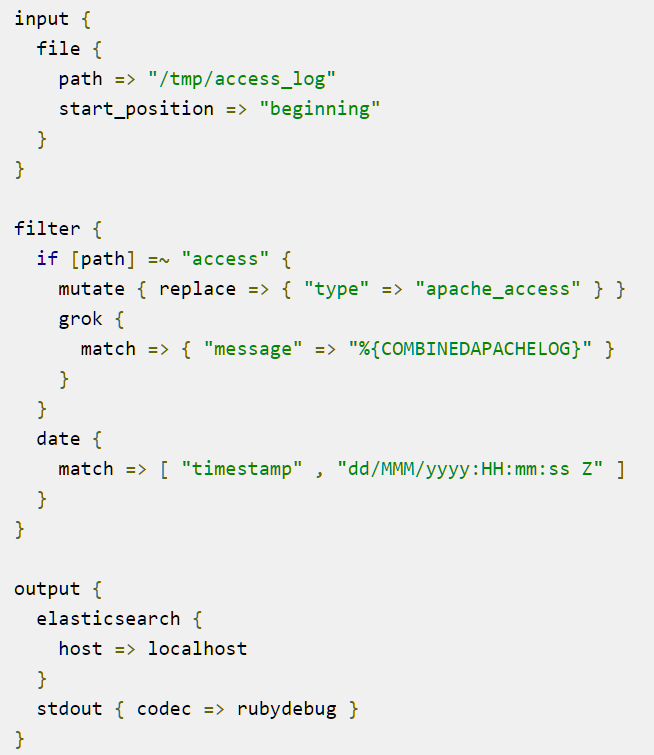 input {
  file {
    path => "/tmp/access_log"
    start_position => "beginning"
  }
}

filter {
  if [path] =~ "access" {
    mutate { replace => { "type" => "apache_access" } }
    grok {
      match => { "message" => "%{COMBINEDAPACHELOG}" }
    }
  }
  date {
    match => [ "timestamp" , "dd/MMM/yyyy:HH:mm:ss Z" ]
  }
}

output {
  elasticsearch {
    host => localhost
  }
  stdout { codec => rubydebug }
}